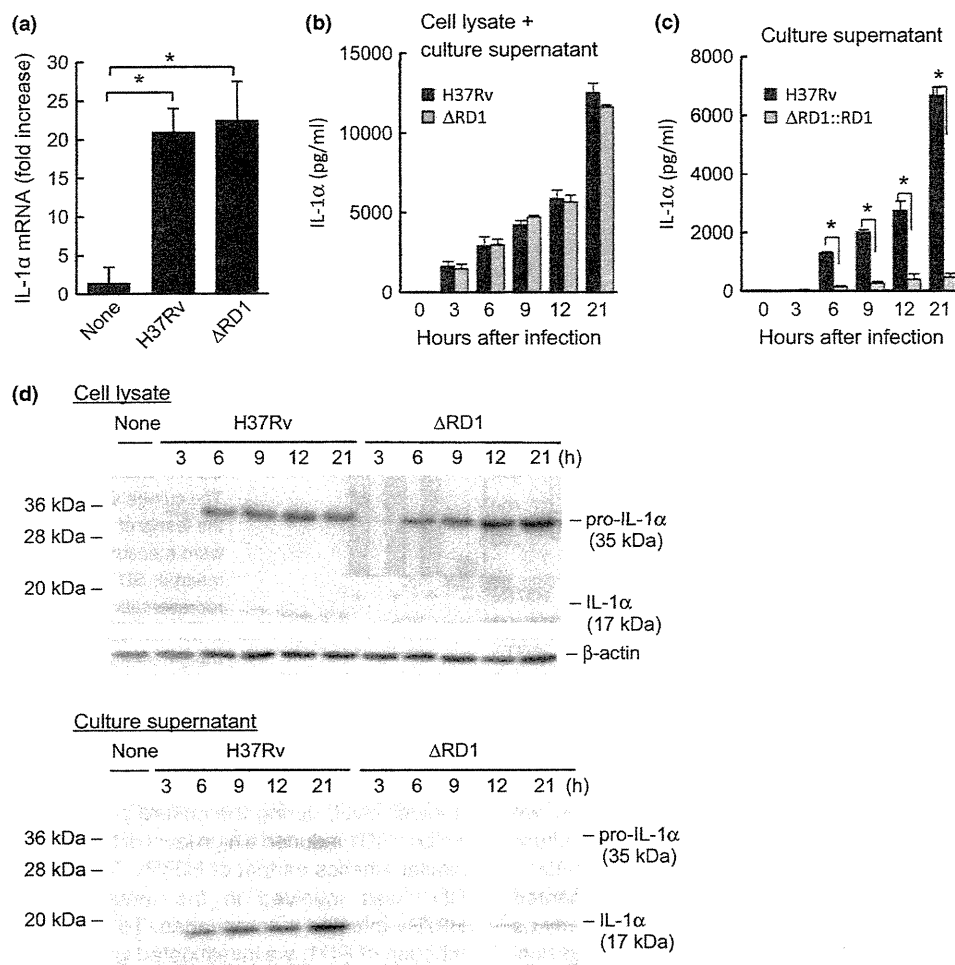 (a)
IL-1α mRNA (fold increase)
30
25
20
15
10
5
0
*
*
None
H37Rv
ΔRD1
(b)
Cell lysate +
culture supernatant
H37Rv
ΔRD1
IL-1α (pg/ml)
15000
10000
5000
0
0 3 6 9 12 21
Hours after infection
(c)
Culture supernatant
H37Rv
ΔRD1::RD1
IL-1α (pg/ml)
8000
6000
4000
2000
0
* * * *
0 3 6 9 12 21
Hours after infection
(d)
Cell lysate
None H37Rv ΔRD1
3 6 9 12 21 3 6 9 12 21 (h)
36 kDa –
28 kDa –
20 kDa –
– pro-IL-1α
(35 kDa)
IL-1α
(17 kDa)
– β-actin
Culture supernatant
None H37Rv ΔRD1
3 6 9 12 21 3 6 9 12 21 (h)
36 kDa –
28 kDa –
20 kDa –
– pro-IL-1α
(35 kDa)
– IL-1α
(17 kDa)